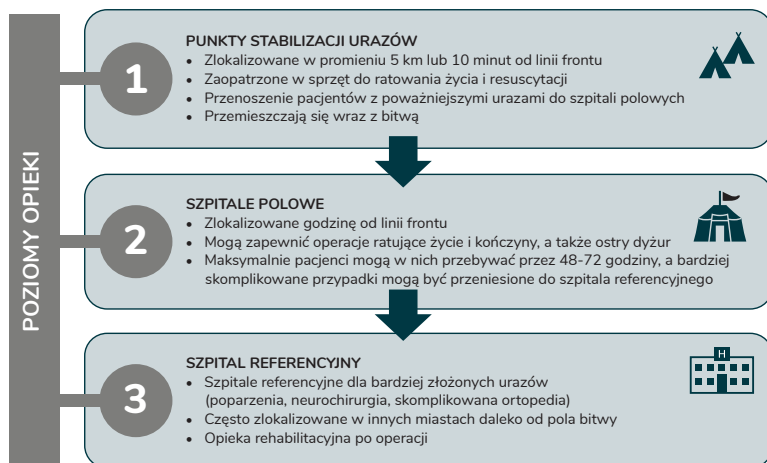 POZIOMY OPIEKI
1
PUNKTY STABILIZACJI URAZÓW
• Zlokalizowane w promieniu 5 km lub 10 minut od linii frontu
• Zaopatrzone w sprzęt do ratowania życia i resuscytacji
• Przenoszenie pacjentów z poważniejszymi urazami do szpitali polowych
• Przemieszczają się wraz z bitwą
2
SZPITALE POLOWE
• Zlokalizowane godzinę od linii frontu
• Mogą zapewnić operacje ratujące życie i kończyny, a także ostry dyżur
• Maksymalnie pacjenci mogą w nich przebywać przez 48-72 godziny, a bardziej
skomplikowane przypadki mogą być przeniesione do szpitala referencyjnego
3
SZPITAL REFERENCYJNY
• Szpitale referencyjne dla bardziej złożonych urazów
(poparzenia, neurochirurgia, skomplikowana ortopedia)
• Często zlokalizowane w innych miastach daleko od pola bitwy
• Opieka rehabilitacyjna po operacji
H